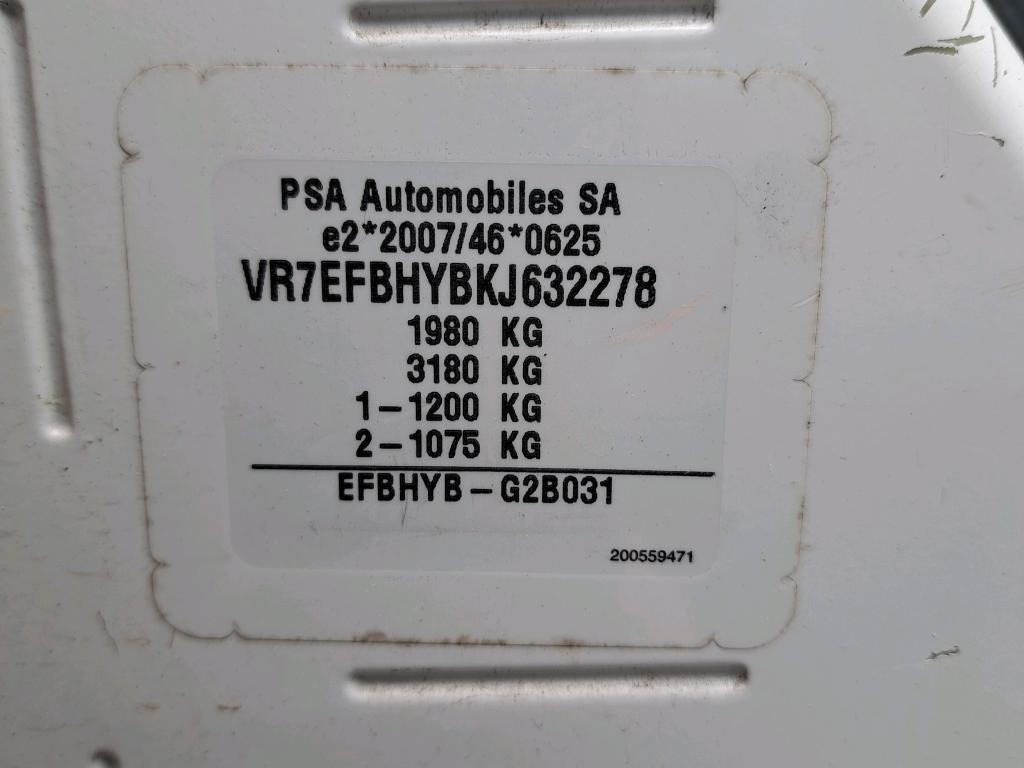 PSA Automobiles SA
e2*2007/46*0625
VR7EFBHYBKJ632278
1980 KG
3180 KG
1-1200 KG
2-1075 KG
EFBHYB-G2B031
200559471